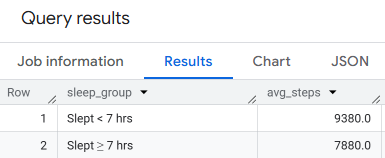 Query results
Job information Results Chart JSON
Row sleep_group avg_steps
1 Slept < 7 hrs 9380.0
2 Slept ≥ 7 hrs 7880.0